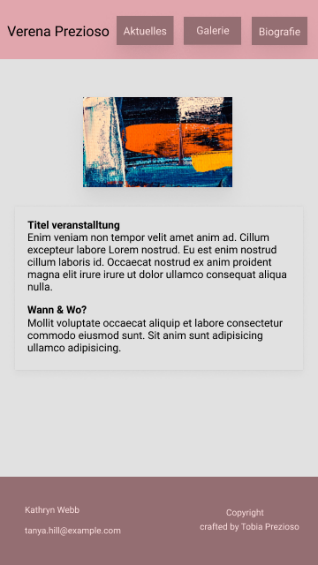 Verena Prezioso
Aktuelles
Galerie
Biografie
Titel veranstalltung
Enim veniam non tempor velit amet anim ad. Cillum
excepteur Lorem nostrud. Eu est enim nostrud
cillum laboris id. Occaecat nostrud ex anim proident
magna elit irure irure ut dolor ullamco consequat aliqua
nulla.
Wann & Wo?
Mollit voluptate occaecat aliquip et labore consectetur
commodo eiusmod sunt. Sit anim sunt adipisicing
ullamco adipisicing.
Kathryn Webb
tanya.hill@example.com
Copyright
crafted by Tobia Prezioso